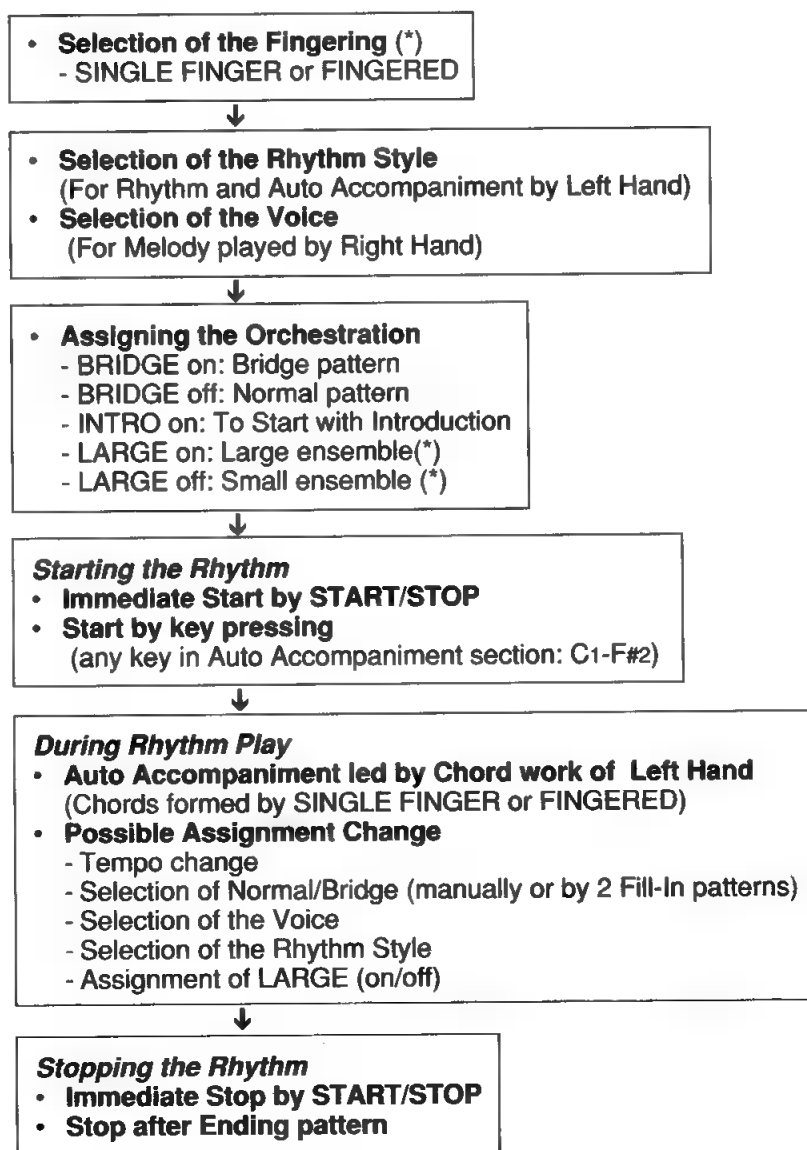 • Selection of the Fingering (*)
- SINGLE FINGER or FINGERED
• Selection of the Rhythm Style
(For Rhythm and Auto Accompaniment by Left Hand)
• Selection of the Voice
(For Melody played by Right Hand)
• Assigning the Orchestration
- BRIDGE on: Bridge pattern
- BRIDGE off: Normal pattern
- INTRO on: To Start with Introduction
- LARGE on: Large ensemble(*)
- LARGE off: Small ensemble (*)
Starting the Rhythm
• Immediate Start by START/STOP
• Start by key pressing
(any key in Auto Accompaniment section: C1-F#2)
During Rhythm Play
• Auto Accompaniment led by Chord work of Left Hand
(Chords formed by SINGLE FINGER or FINGERED)
• Possible Assignment Change
- Tempo change
- Selection of Normal/Bridge (manually or by 2 Fill-In patterns)
- Selection of the Voice
- Selection of the Rhythm Style
- Assignment of LARGE (on/off)
Stopping the Rhythm
• Immediate Stop by START/STOP
• Stop after Ending pattern